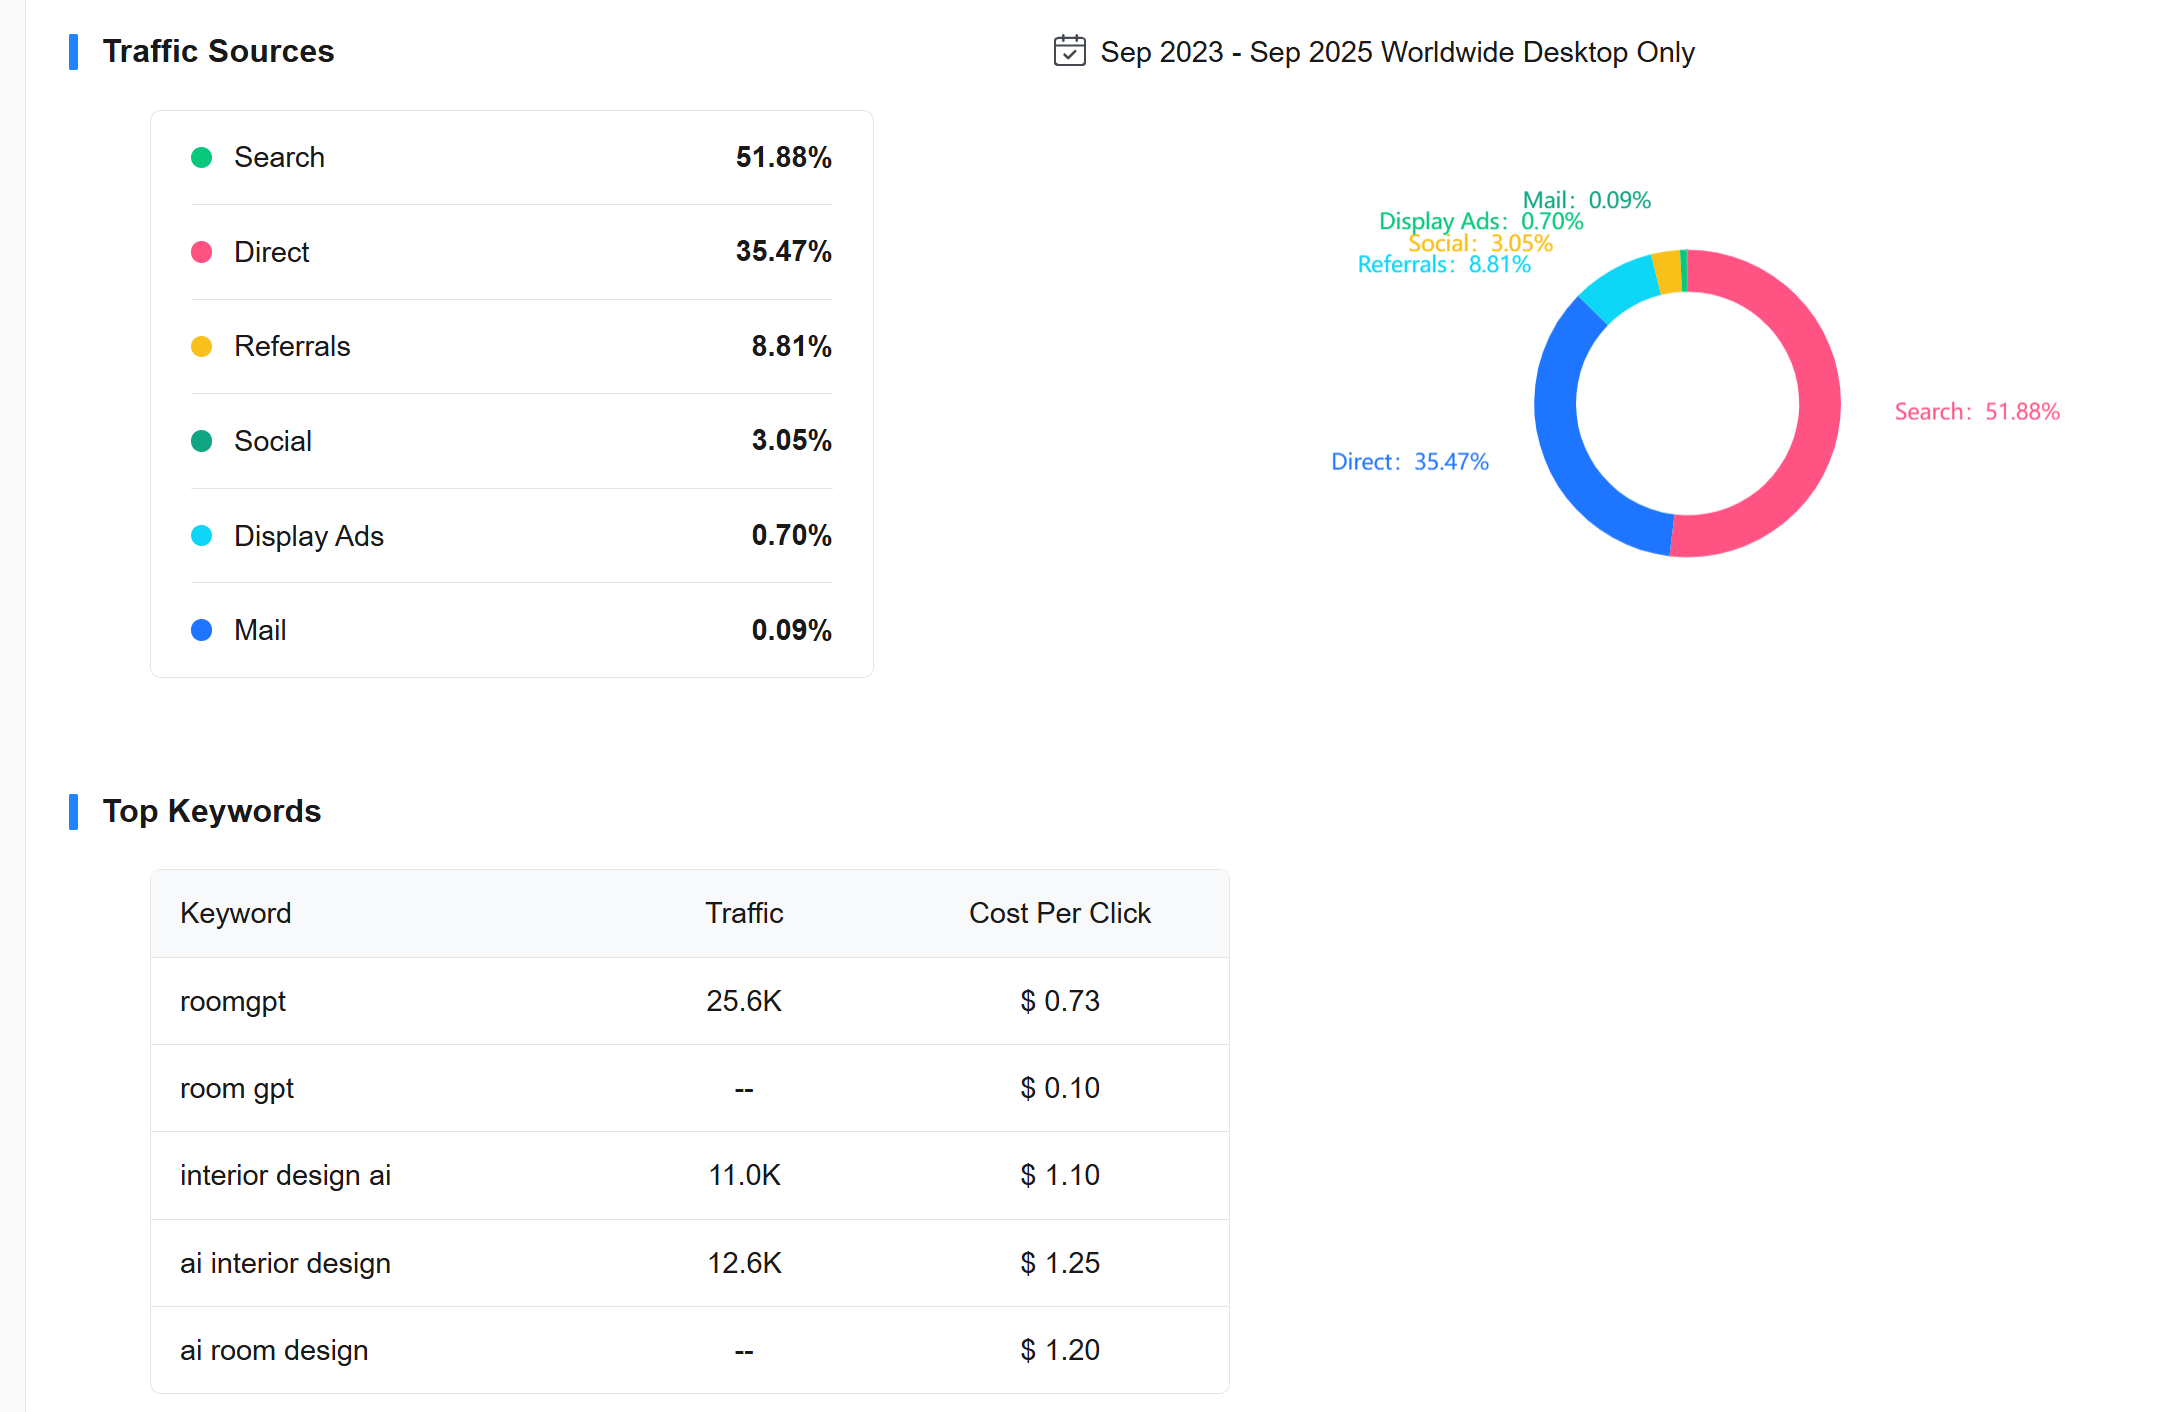 Traffic Sources
Sep 2023 - Sep 2025 Worldwide Desktop Only
Search 51.88%
Direct 35.47%
Referrals 8.81%
Social 3.05%
Display Ads 0.70%
Mail 0.09%
Mail: 0.09%
Display Ads: 0.70%
Social: 3.05%
Referrals: 8.81%
Search: 51.88%
Direct: 35.47%
Top Keywords
Keyword Traffic Cost Per Click
roomgpt 25.6K $ 0.73
room gpt -- $ 0.10
interior design ai 11.0K $ 1.10
ai interior design 12.6K $ 1.25
ai room design -- $ 1.20